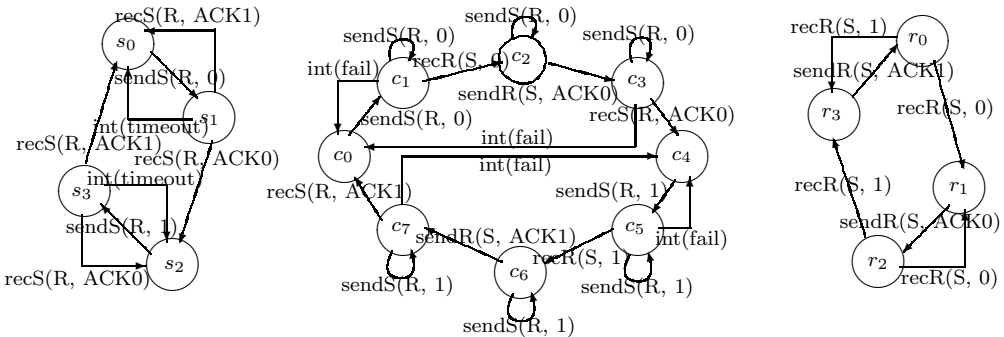 recS(R, ACK1)
s0
sendS(R, 0)
s1
int(timeout)
recS(R, ACK1)
recS(R, ACK0)
int(timeout)
s3
sendS(R, 1)
s2
recS(R, ACK0)
sendS(R, 0)
sendS(R, 0)
sendS(R, 0)
recR(S, 0)
c2
int(fail)
c1
c3
sendR(S, ACK0)
sendS(R, 0)
recS(R, ACK0)
int(fail)
c0
c4
int(fail)
recS(R, ACK1)
sendS(R, 1)
c7
c5
sendR(S, ACK1)
int(fail)
recR(S, 1)
c6
sendS(R, 1)
sendS(R, 1)
sendS(R, 1)
recR(S, 1)
r0
sendR(S, ACK1)
recR(S, 0)
r3
recR(S, 1)
r1
sendR(S, ACK0)
r2
recR(S, 0)